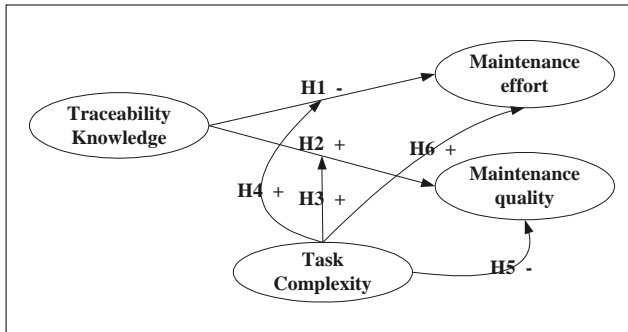 Maintenance
effort
H1 -
Traceability
Knowledge
H2 +
H6 +
Maintenance
quality
H4 +
H3 +
Task
Complexity
H5 -